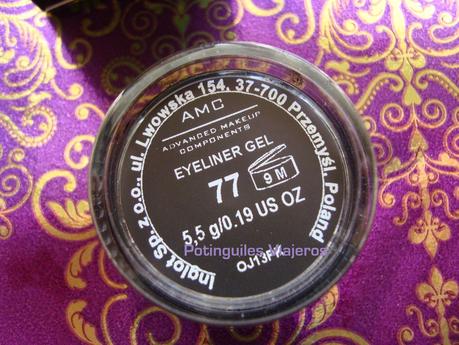 Inglot Sp. z o.o., ul. Lwowska 154, 37-700 Przemyśl, Poland
AMC
ADVANCED MAKEUP
COMPONENTS
EYELINER GEL
77
9 M
5,5 g/0.19 US OZ
Potinguiles Viajeros